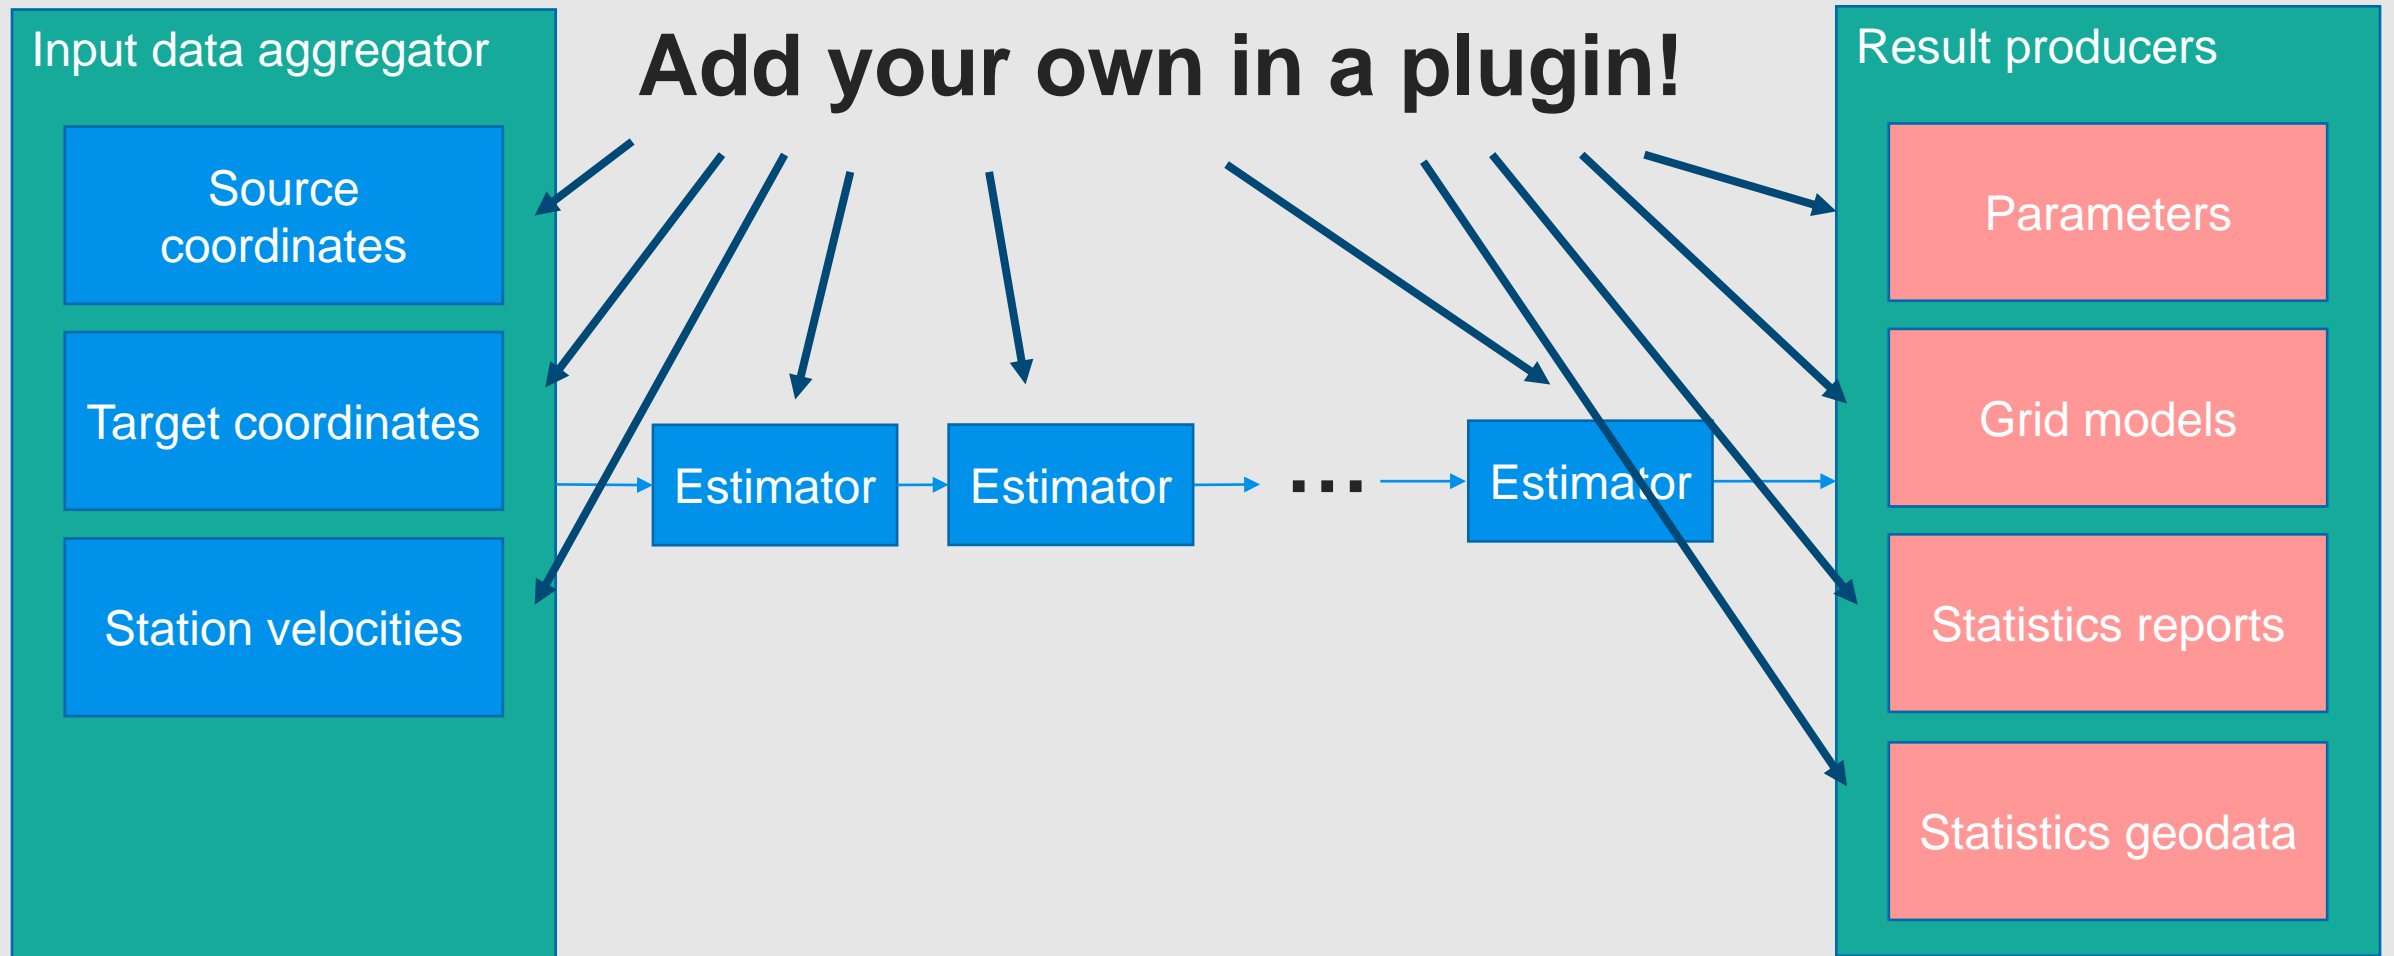 Input data aggregator
Source
coordinates
Target coordinates
Station velocities
Add your own in a plugin!
Estimator
Estimator
...
Estimator
Result producers
Parameters
Grid models
Statistics reports
Statistics geodata